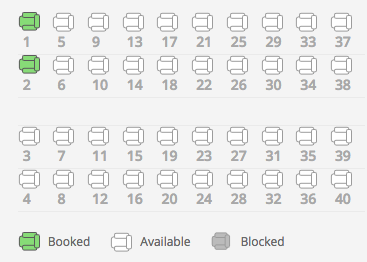 1 5 9 13 17 21 25 29 33 37
2 6 10 14 18 22 26 30 34 38
3 7 11 15 19 23 27 31 35 39
4 8 12 16 20 24 28 32 36 40
Booked Available Blocked